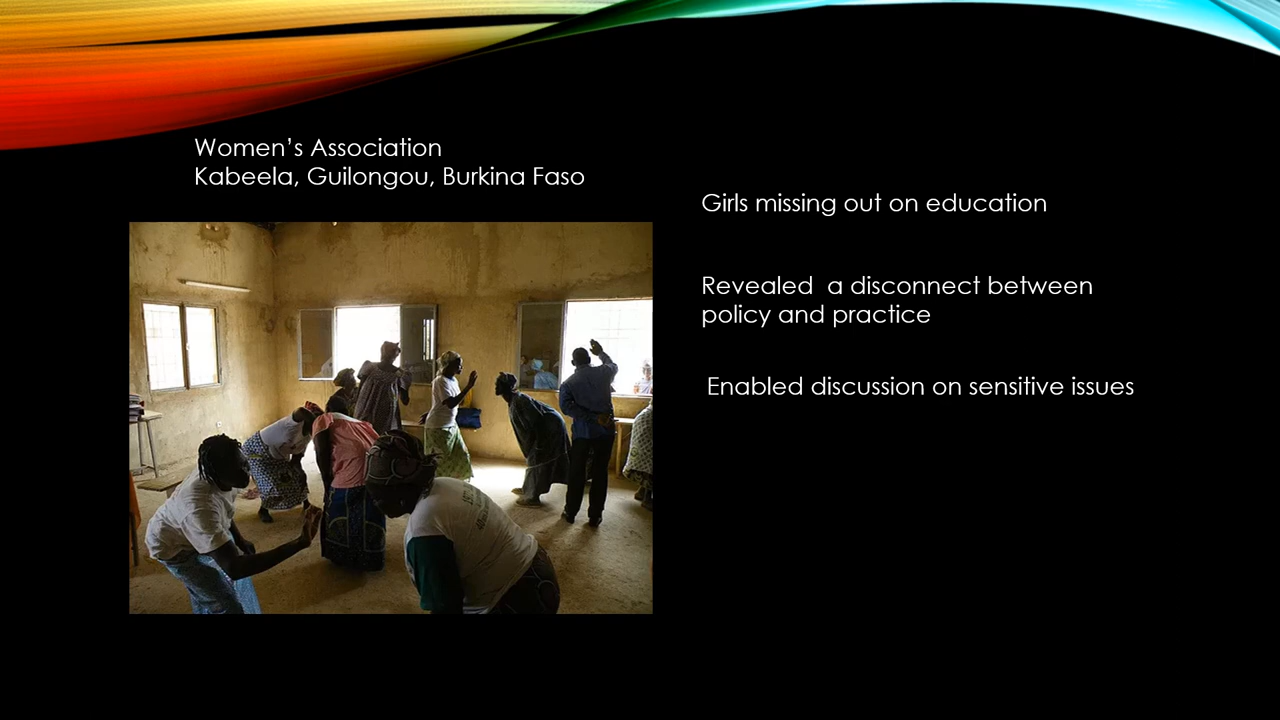 Women’s Association
Kabeela, Guilongou, Burkina Faso
Girls missing out on education
Revealed  a disconnect between
policy and practice
Enabled discussion on sensitive issues